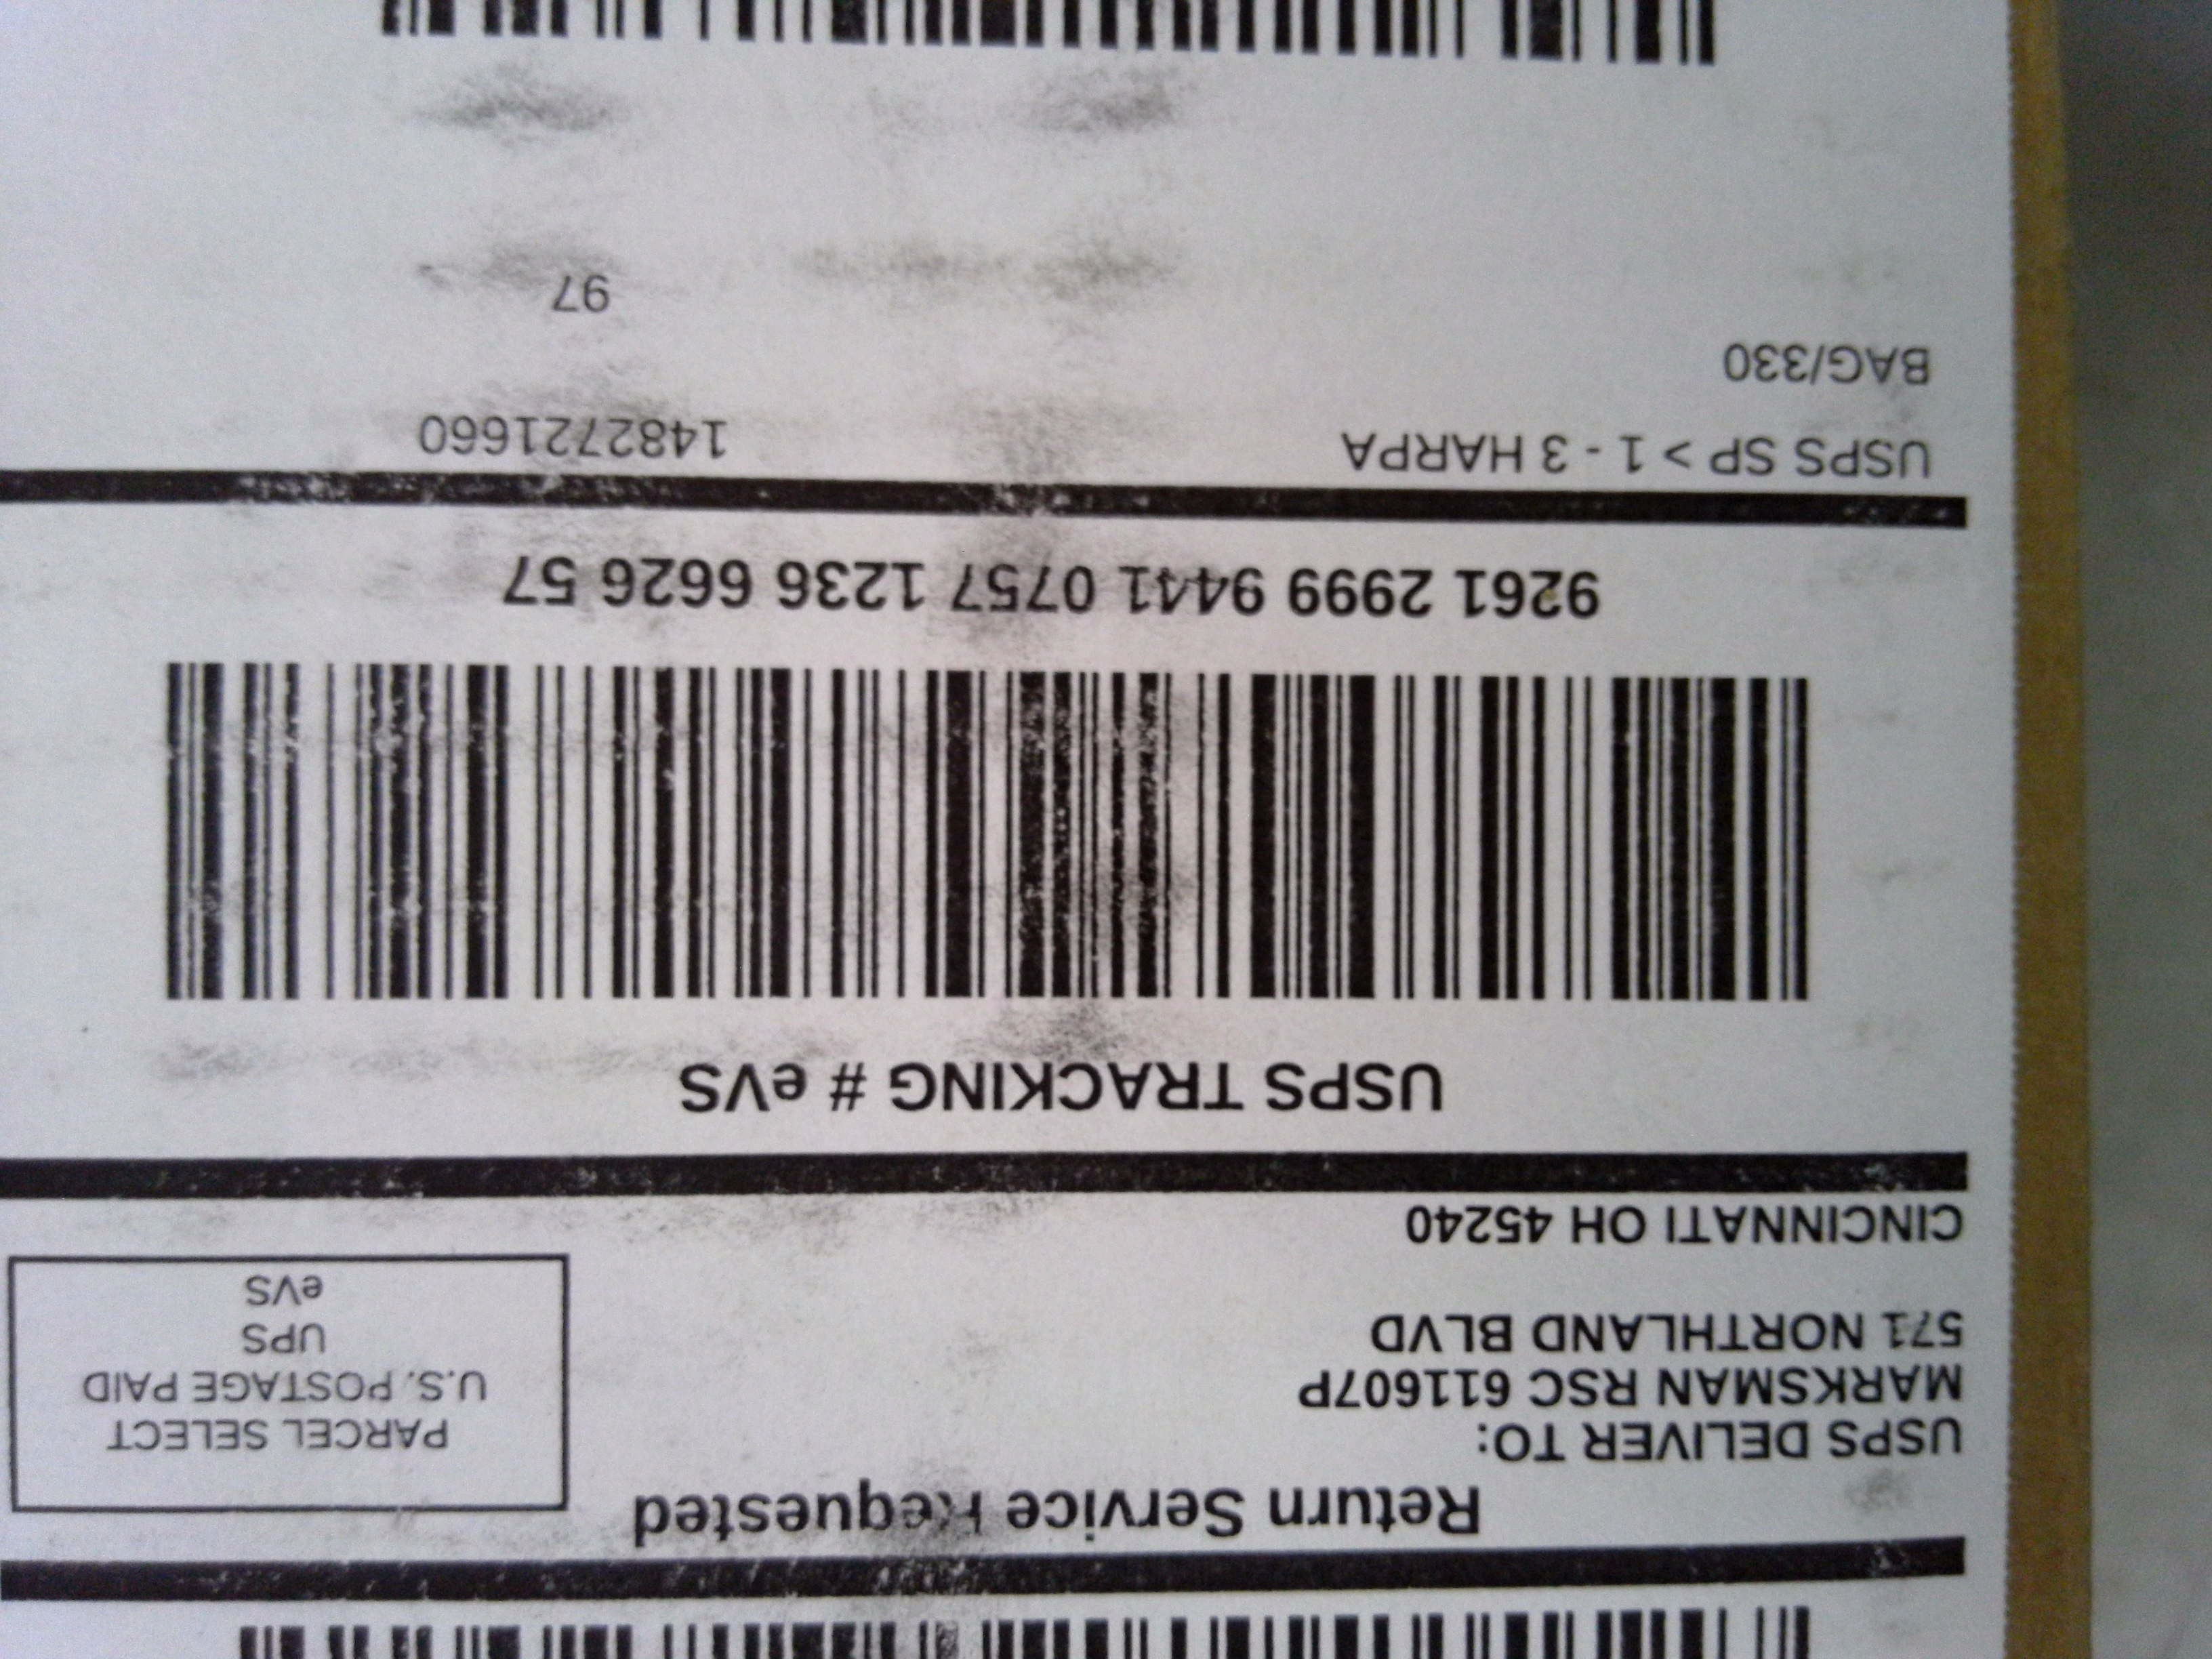 Return Service Requested
USPS DELIVER TO:
MARKSMAN RSC 611607P
571 NORTHLAND BLVD
CINCINNATI OH 45240
PARCEL SELECT
U.S. POSTAGE PAID
UPS
eVS
USPS TRACKING # eVS
9261 2999 9441 0757 1236 6626 57
USPS SP > 1 - 3 HARPA
1482721660
BAG/330
97